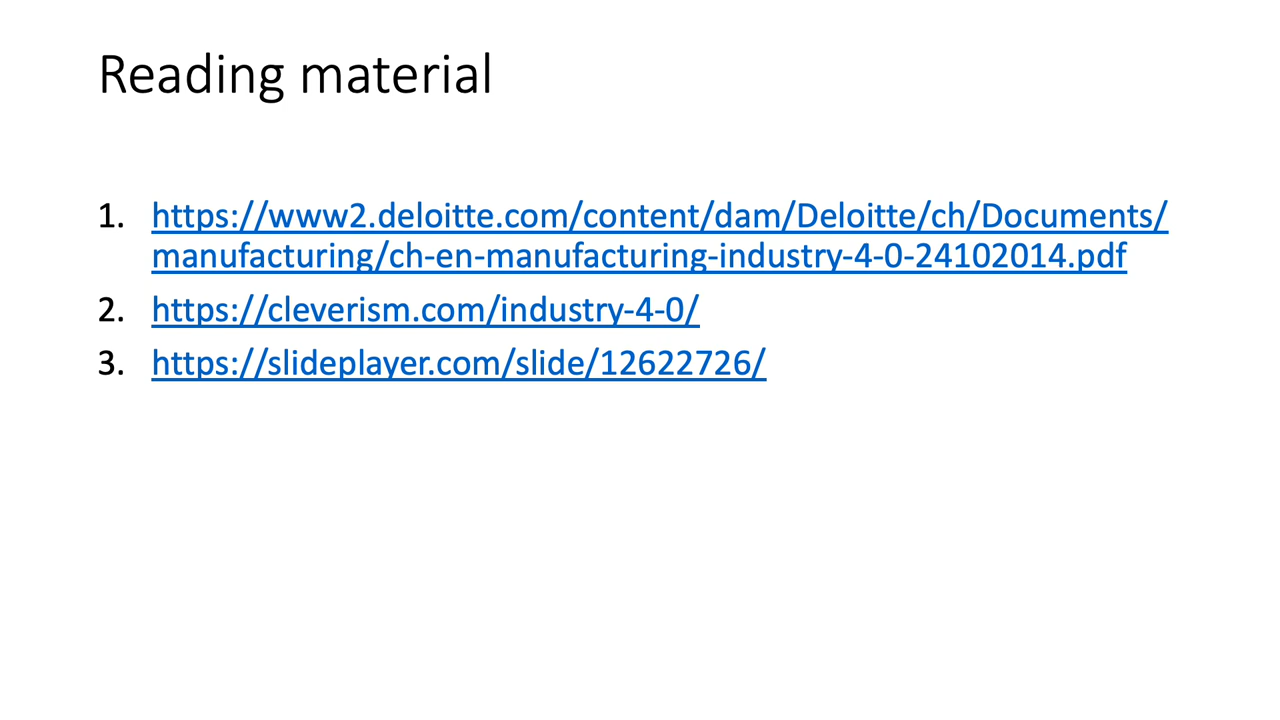 Reading material
1. https://www2.deloitte.com/content/dam/Deloitte/ch/Documents/
manufacturing/ch-en-manufacturing-industry-4-0-24102014.pdf
2. https://cleverism.com/industry-4-0/
3. https://slideplayer.com/slide/12622726/